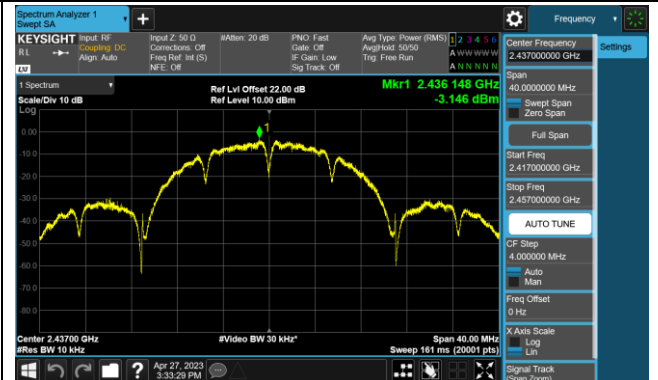 Spectrum Analyzer 1
Swept SA
+
Frequency
KEYSIGHT
RL
LXI
Input: RF
Coupling: DC
Align: Auto
Input Z: 50 Ω
Corrections: Off
Freq Ref: Int (S)
NFE: Off
#Atten: 20 dB
PNO: Fast
Gate: Off
IF Gain: Low
Sig Track: Off
Avg Type: Power (RMS)
Avg|Hold: 50/50
Trig: Free Run
1 2 3 4 5 6
A W W W W W
A N N N N N
1 Spectrum
Scale/Div 10 dB
Log
Ref Lvl Offset 22.00 dB
Ref Level 10.00 dBm
Mkr1 2.436 148 GHz
-3.146 dBm
1
0.00
-10.0
-20.0
-30.0
-40.0
-50.0
-60.0
-70.0
-80.0
Center 2.43700 GHz
#Res BW 10 kHz
#Video BW 30 kHz*
Span 40.00 MHz
Sweep 161 ms (20001 pts)
Center Frequency
2.437000000 GHz
Settings
Span
40.0000000 MHz
Swept Span
Zero Span
Full Span
Start Freq
2.417000000 GHz
Stop Freq
2.457000000 GHz
AUTO TUNE
CF Step
4.000000 MHz
Auto
Man
Freq Offset
0 Hz
X Axis Scale
Log
Lin
Signal Track
(Span Zoom)
?
Apr 27, 2023
3:33:29 PM